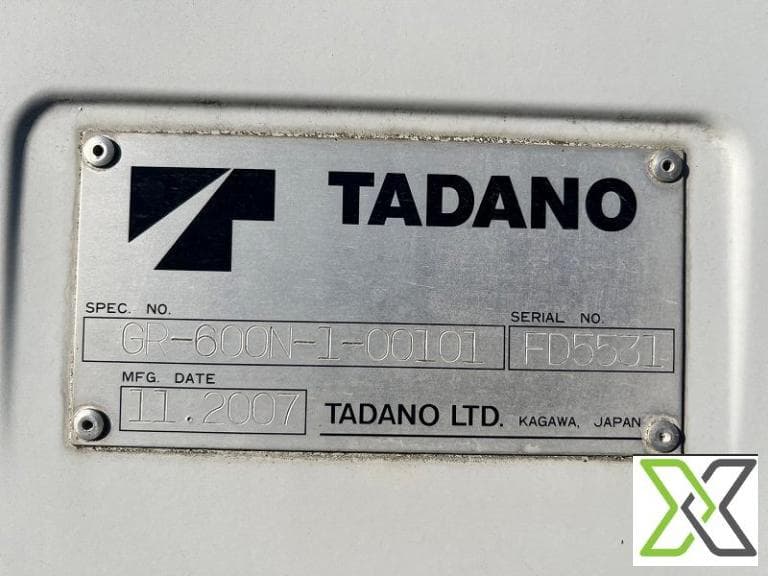 TADANO
SPEC. NO.
GR-600N-1-00101
SERIAL NO.
FD5531
MFG. DATE
11.2007
TADANO LTD. KAGAWA, JAPAN